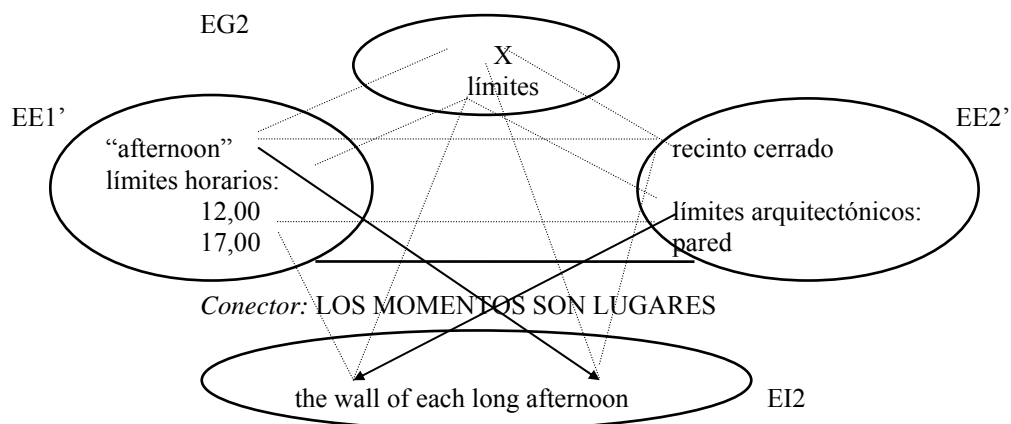 EG2
X
límites
EE1’
EE2’
“afternoon”
límites horarios:
12,00
17,00
recinto cerrado
límites arquitectónicos:
pared
Conector: LOS MOMENTOS SON LUGARES
the wall of each long afternoon
EI2